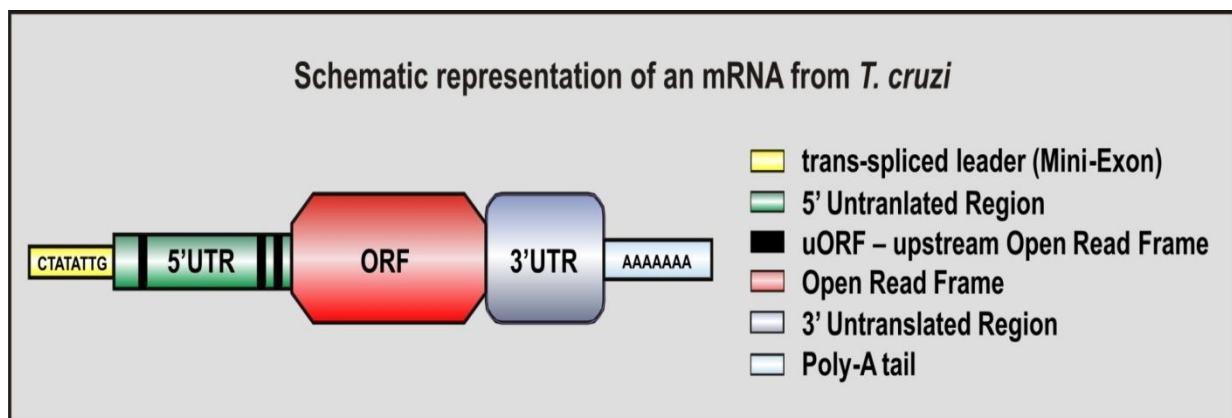 Schematic representation of an mRNA from T. cruzi
CTATATTG
5'UTR
ORF
3'UTR
AAAAAAA
trans-spliced leader (Mini-Exon)
5' Untranlated Region
uORF – upstream Open Read Frame
Open Read Frame
3' Untranslated Region
Poly-A tail